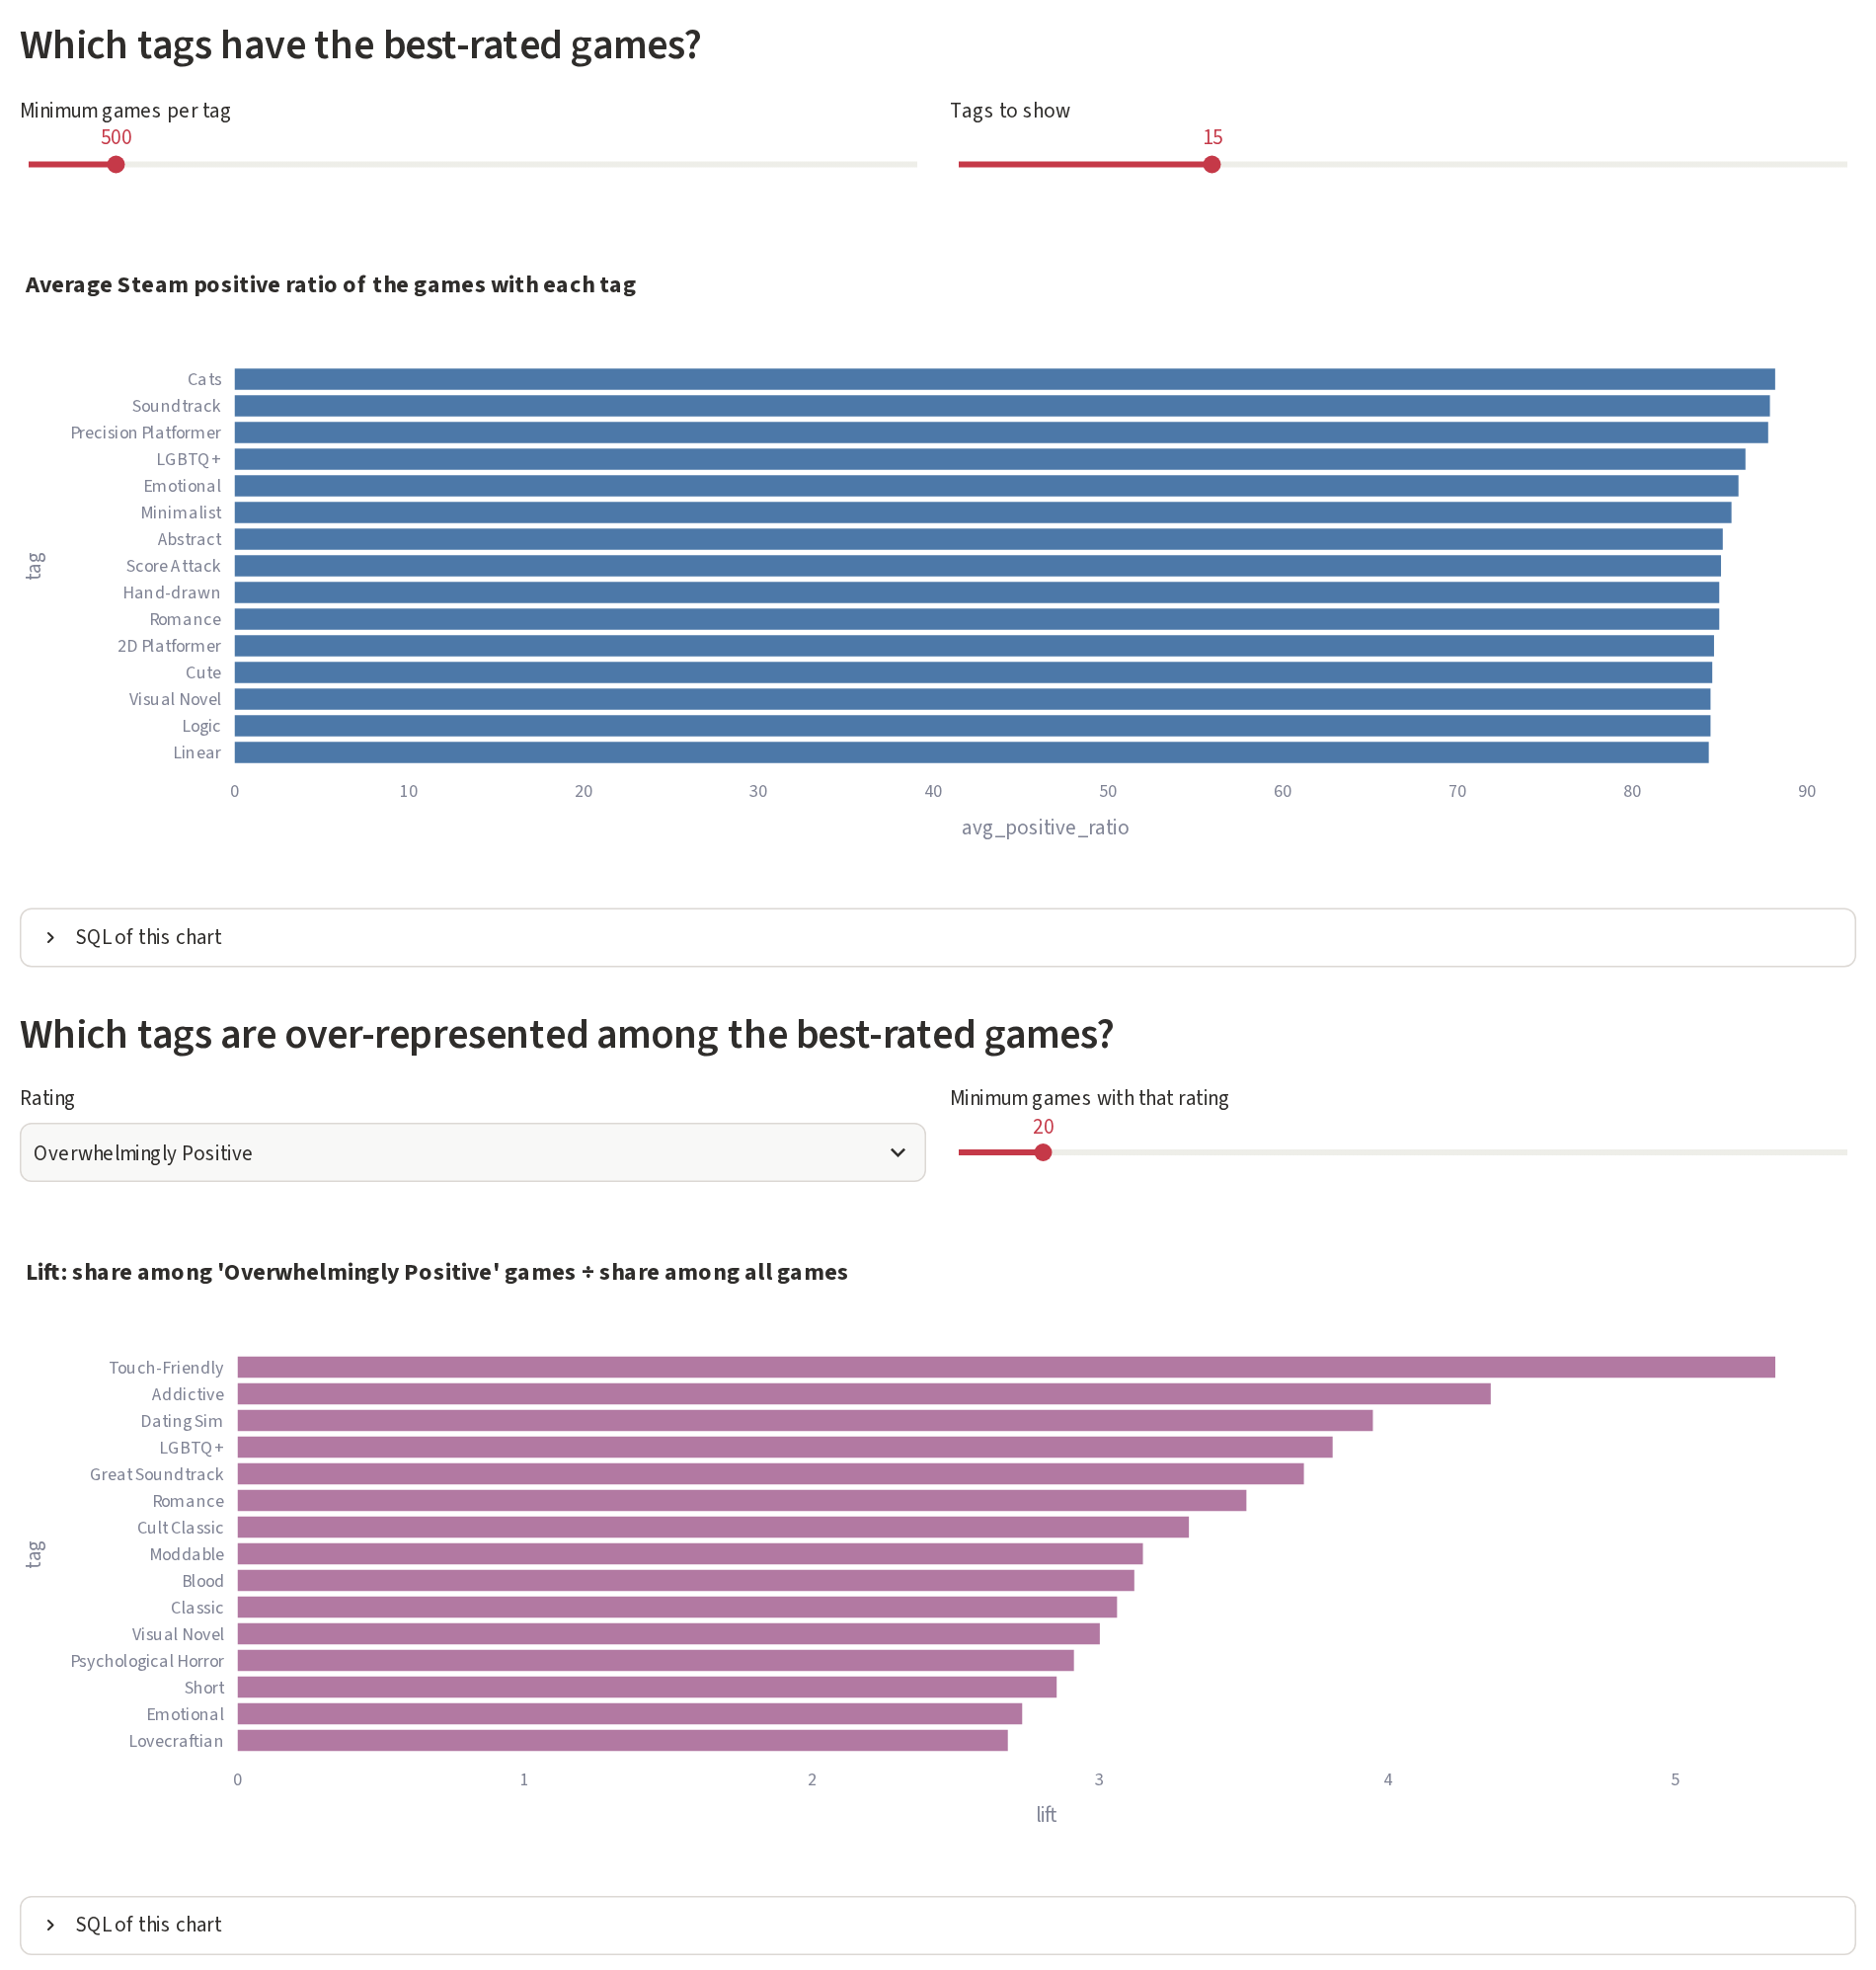 Which tags have the best-rated games?
Minimum games per tag
Tags to show
500
15
Average Steam positive ratio of the games with each tag
Cats
Soundtrack
Precision Platformer
LGBTQ+
Emotional
Minimalist
Abstract
Score Attack
Hand-drawn
Romance
2D Platformer
Cute
Visual Novel
Logic
Linear
tag
0 10 20 30 40 50 60 70 80 90
avg_positive_ratio
SQL of this chart
Which tags are over-represented among the best-rated games?
Rating
Minimum games with that rating
Overwhelmingly Positive
20
Lift: share among 'Overwhelmingly Positive' games ÷ share among all games
Touch-Friendly
Addictive
Dating Sim
LGBTQ+
Great Soundtrack
Romance
Cult Classic
Moddable
Blood
Classic
Visual Novel
Psychological Horror
Short
Emotional
Lovecraftian
tag
0 1 2 3 4 5
lift
SQL of this chart